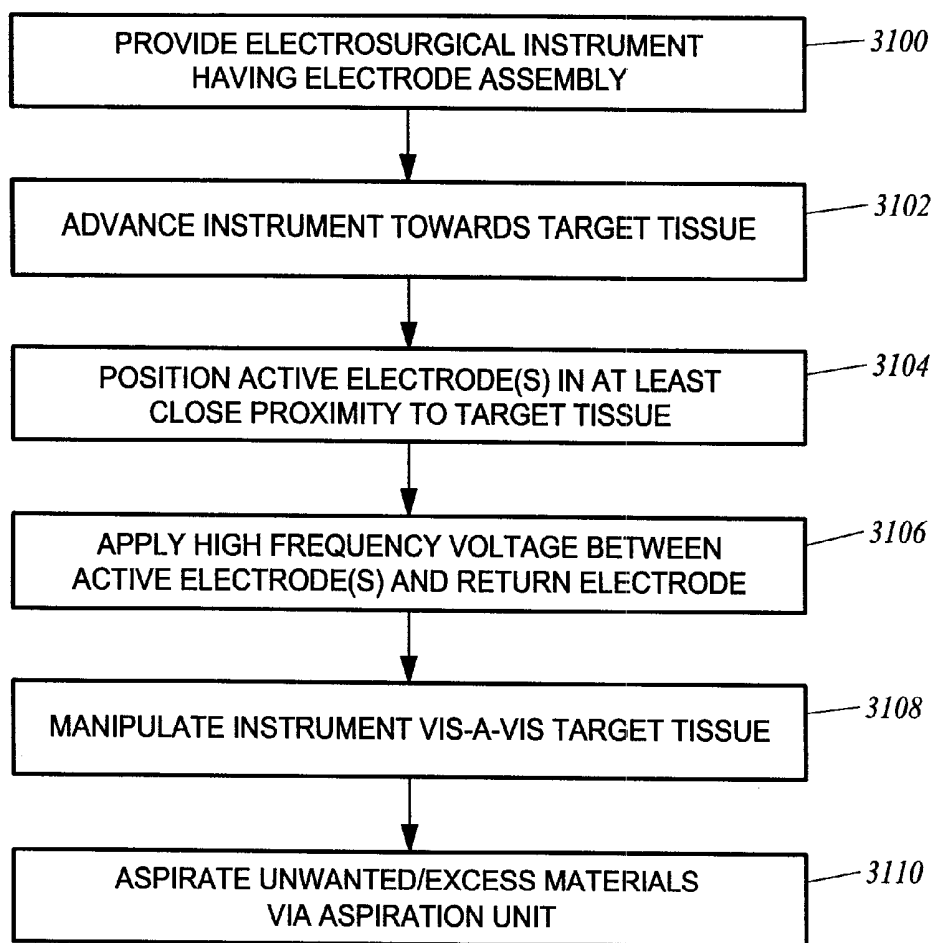 PROVIDE ELECTROSURGICAL INSTRUMENT
HAVING ELECTRODE ASSEMBLY
3100
ADVANCE INSTRUMENT TOWARDS TARGET TISSUE
3102
POSITION ACTIVE ELECTRODE(S) IN AT LEAST
CLOSE PROXIMITY TO TARGET TISSUE
3104
APPLY HIGH FREQUENCY VOLTAGE BETWEEN
ACTIVE ELECTRODE(S) AND RETURN ELECTRODE
3106
MANIPULATE INSTRUMENT VIS-A-VIS TARGET TISSUE
3108
ASPIRATE UNWANTED/EXCESS MATERIALS
VIA ASPIRATION UNIT
3110